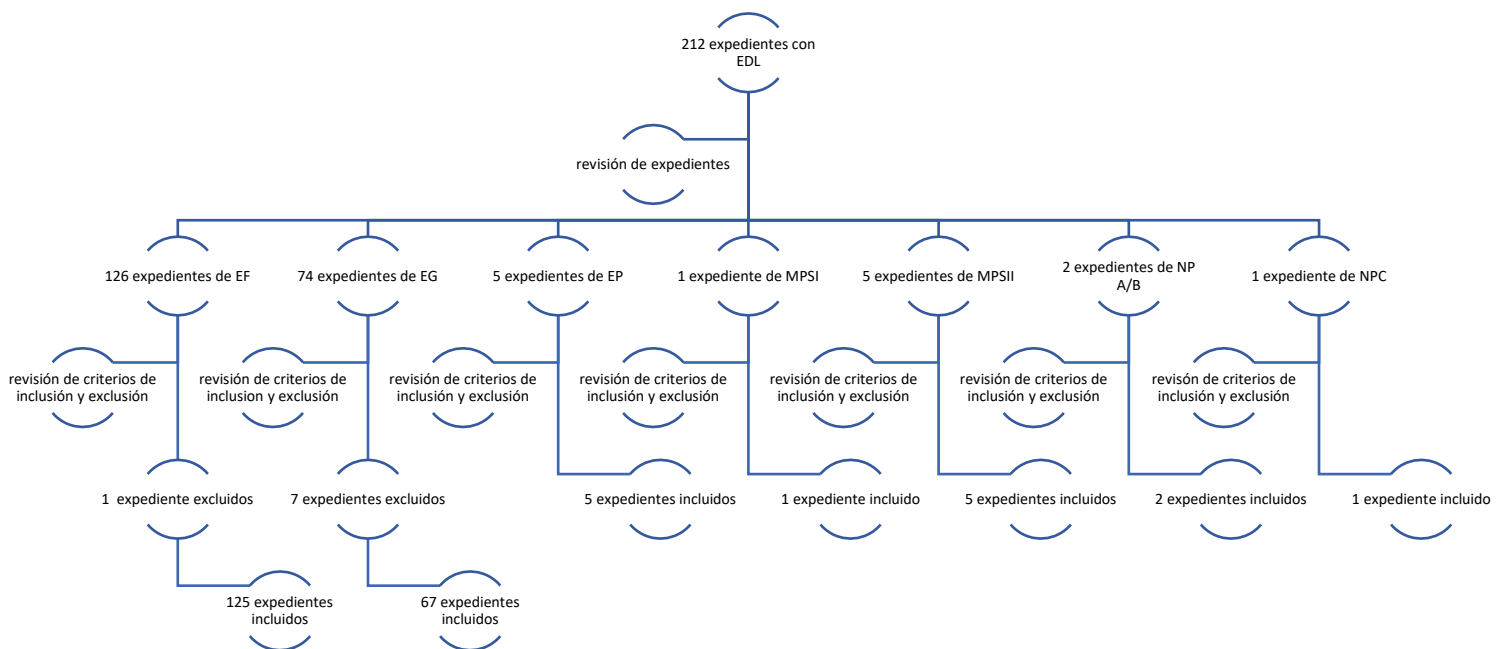 212 expedientes con
EDL
revisión de expedientes
126 expedientes de EF
74 expedientes de EG
5 expedientes de EP
1 expediente de MPSI
5 expedientes de MPSII
2 expedientes de NP
A/B
1 expediente de NPC
revisión de criterios de
inclusión y exclusión
revisión de criterios de
inclusion y exclusión
revisión de criterios de
inclusión y exclusión
revisión de criterios de
inclusión y exclusión
revisión de criterios de
inclusión y exclusión
revisión de criterios de
inclusión y exclusión
revisón de criterios de
inclusión y exclusión
1 expediente excluidos
7 expedientes excluidos
5 expedientes incluidos
1 expediente incluido
5 expedientes incluidos
2 expedientes incluidos
1 expediente incluido
125 expedientes
incluidos
67 expedientes
incluidos